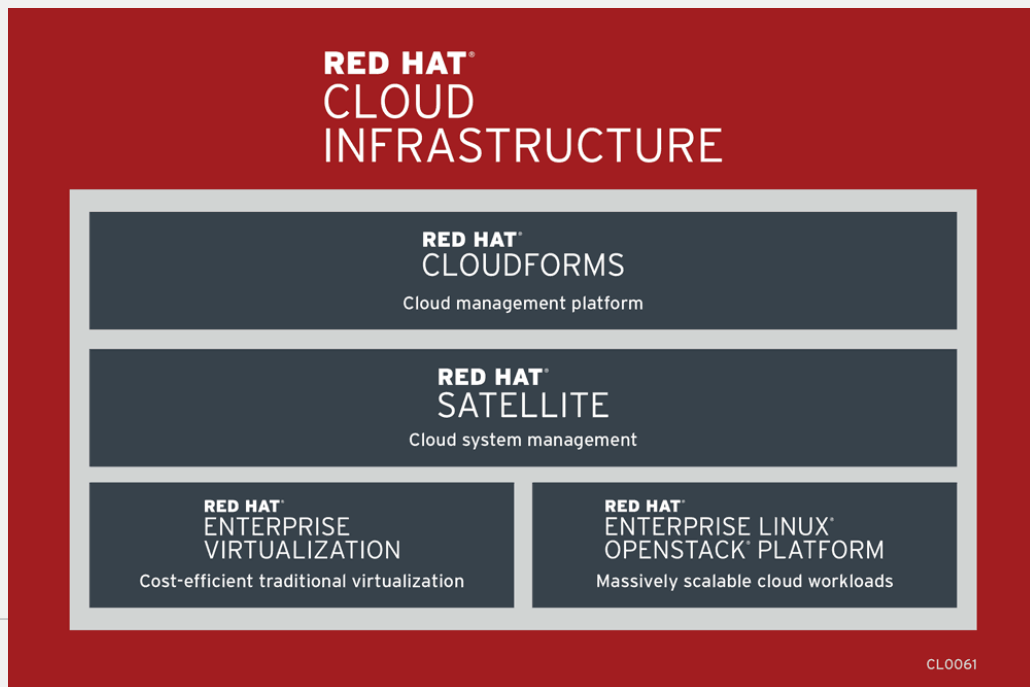 RED HAT®
CLOUD
INFRASTRUCTURE
RED HAT®
CLOUDFORMS
Cloud management platform
RED HAT®
SATELLITE
Cloud system management
RED HAT®
ENTERPRISE
VIRTUALIZATION
Cost-efficient traditional virtualization
RED HAT®
ENTERPRISE LINUX®
OPENSTACK® PLATFORM
Massively scalable cloud workloads
CL0061